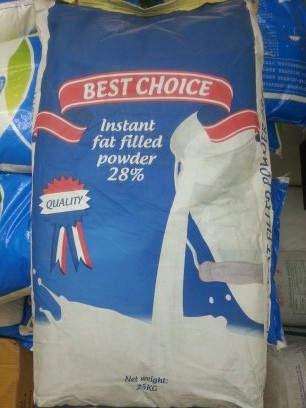 BEST CHOICE
Instant
fat filled
powder
28%
QUALITY
Net weight:
25KG